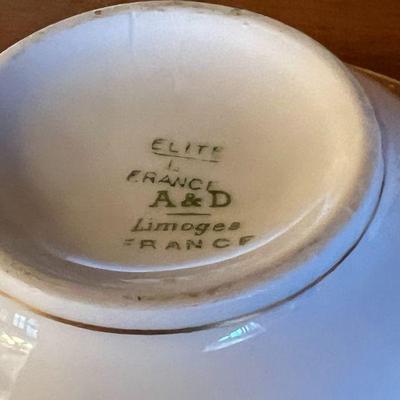 ELITE
L
FRANCE
A & D
Limoges
FRANCE